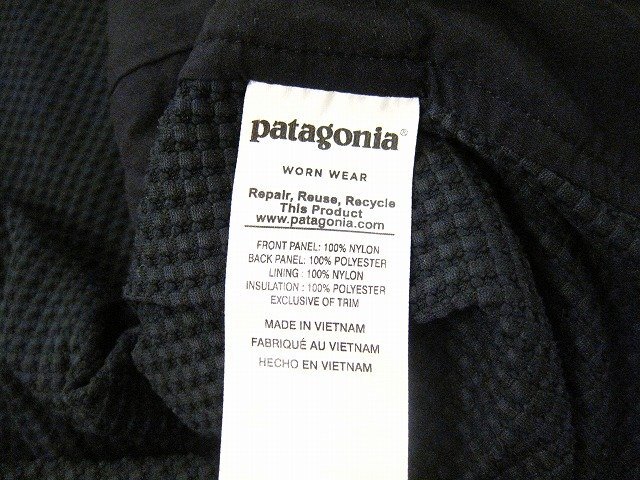 patagonia®
WORN WEAR
Repair, Reuse, Recycle
This Product
www.patagonia.com
FRONT PANEL: 100% NYLON
BACK PANEL: 100% POLYESTER
LINING : 100% NYLON
INSULATION : 100% POLYESTER
EXCLUSIVE OF TRIM
MADE IN VIETNAM
FABRIQUÉ AU VIETNAM
HECHO EN VIETNAM